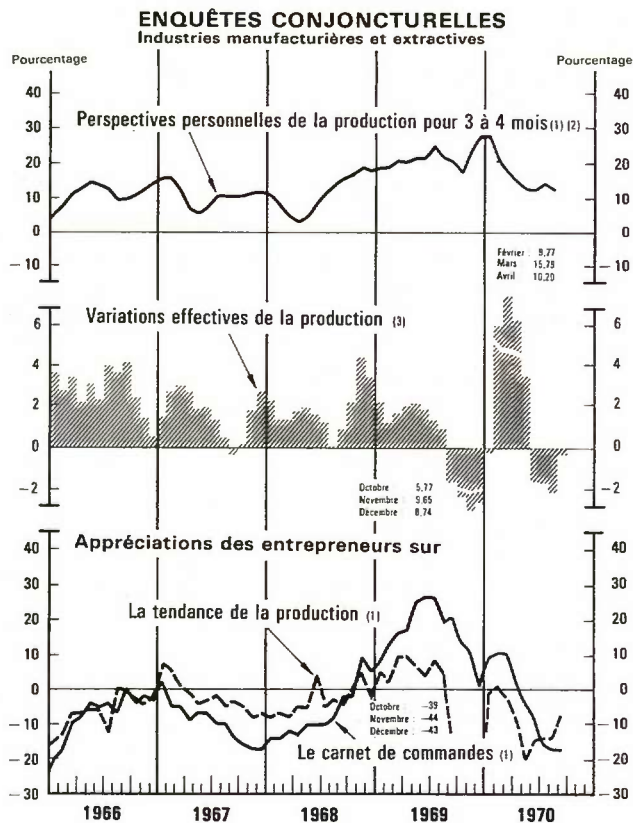 ENQUÊTES CONJONCTURELLES
Industries manufacturières et extractives
Pourcentage
Pourcentage
40
40
Perspectives personnelles de la production pour 3 à 4 mois (1) (2)
30
30
20
20
10
10
0
0
Février : 9,77
Mars : 15,79
Avril : 10,20
−10
−10
6
6
Variations effectives de la production (3)
4
4
2
2
0
0
Octobre : 5,77
Novembre : 9,65
Décembre : 8,74
−2
−2
40
40
Appréciations des entrepreneurs sur
30
30
20
20
La tendance de la production (1)
10
10
0
0
Octobre : −39
Novembre : −44
Décembre : −43
−10
−10
Le carnet de commandes (1)
−20
−20
−30
−30
1966 1967 1968 1969 1970